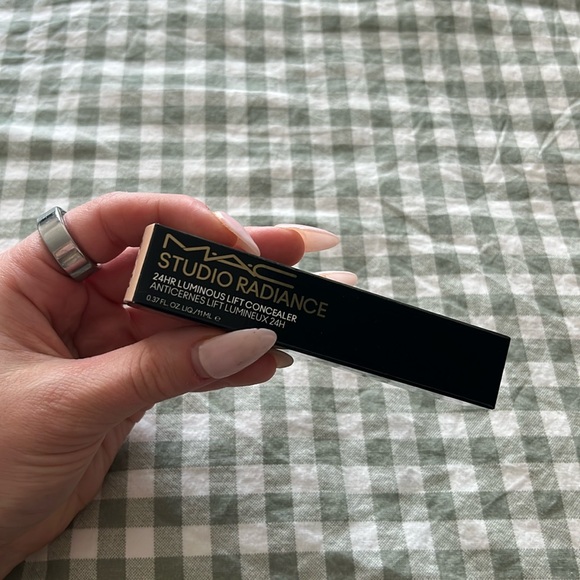 MAC
STUDIO RADIANCE
24HR LUMINOUS LIFT CONCEALER
ANTICERNES LIFT LUMINEUX 24H
0.37 FL.OZ.LIQ./11 ML ℮